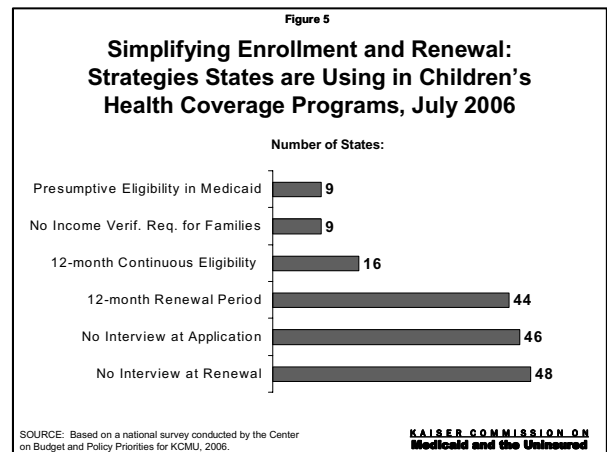 Figure 5
Simplifying Enrollment and Renewal:
Strategies States are Using in Children's
Health Coverage Programs, July 2006
Number of States:
Presumptive Eligibility in Medicaid 9
No Income Verif. Req. for Families 9
12-month Continuous Eligibility 16
12-month Renewal Period 44
No Interview at Application 46
No Interview at Renewal 48
SOURCE: Based on a national survey conducted by the Center
on Budget and Policy Priorities for KCMU, 2006.
KAISER COMMISSION ON
Medicaid and the Uninsured